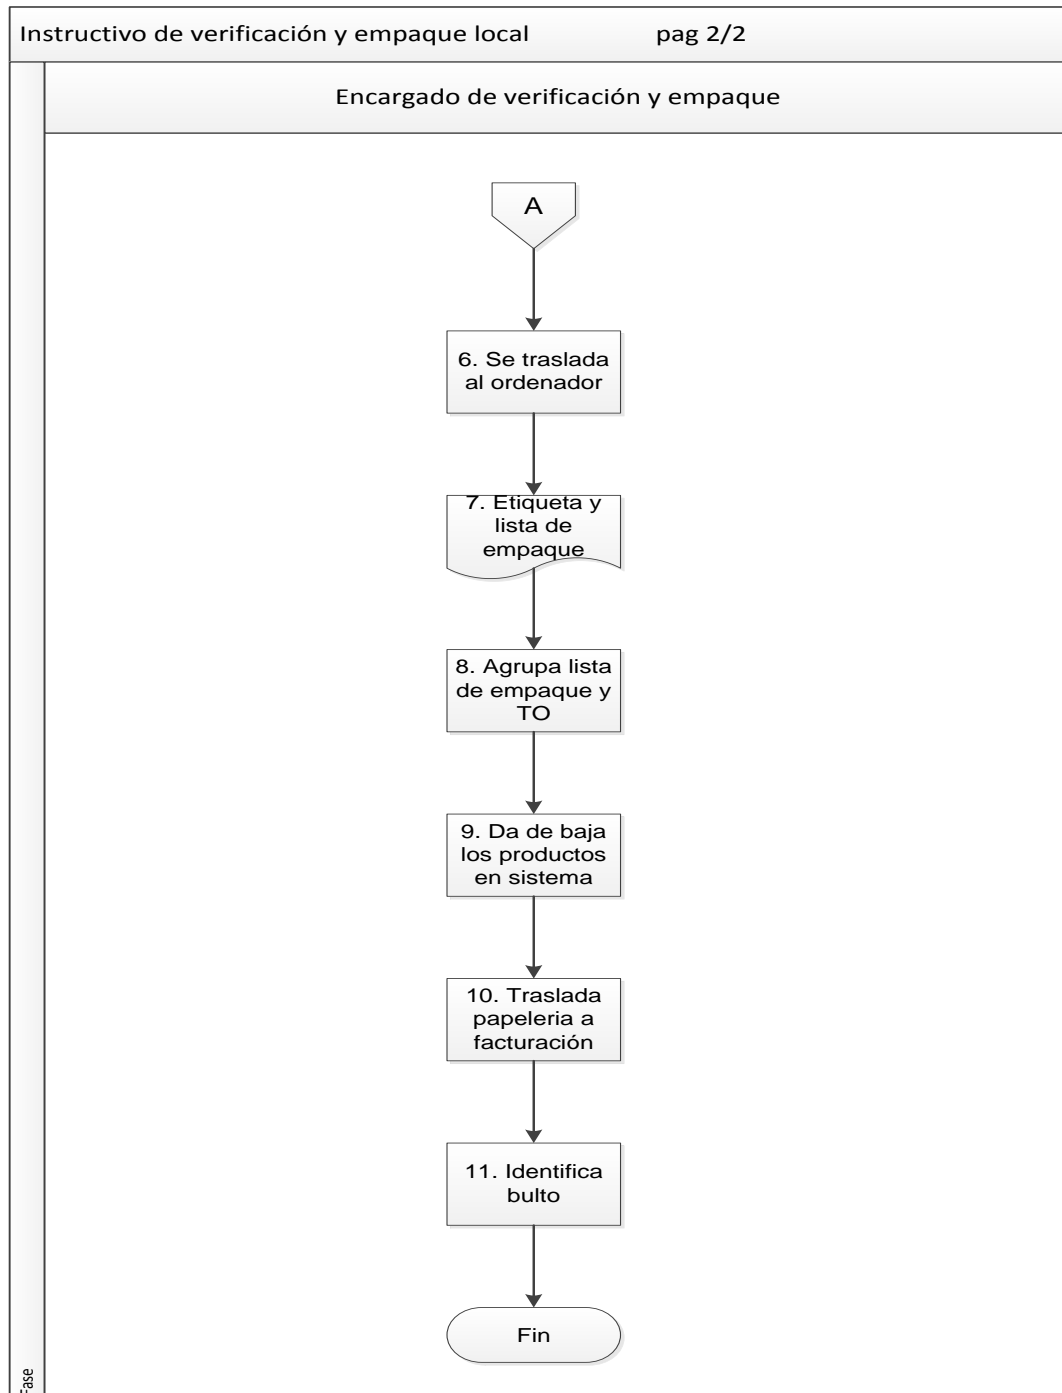 Instructivo de verificación y empaque local pag 2/2
Encargado de verificación y empaque
A
6. Se traslada
al ordenador
7. Etiqueta y
lista de
empaque
8. Agrupa lista
de empaque y
TO
9. Da de baja
los productos
en sistema
10. Traslada
papeleria a
facturación
11. Identifica
bulto
Fin
Fase